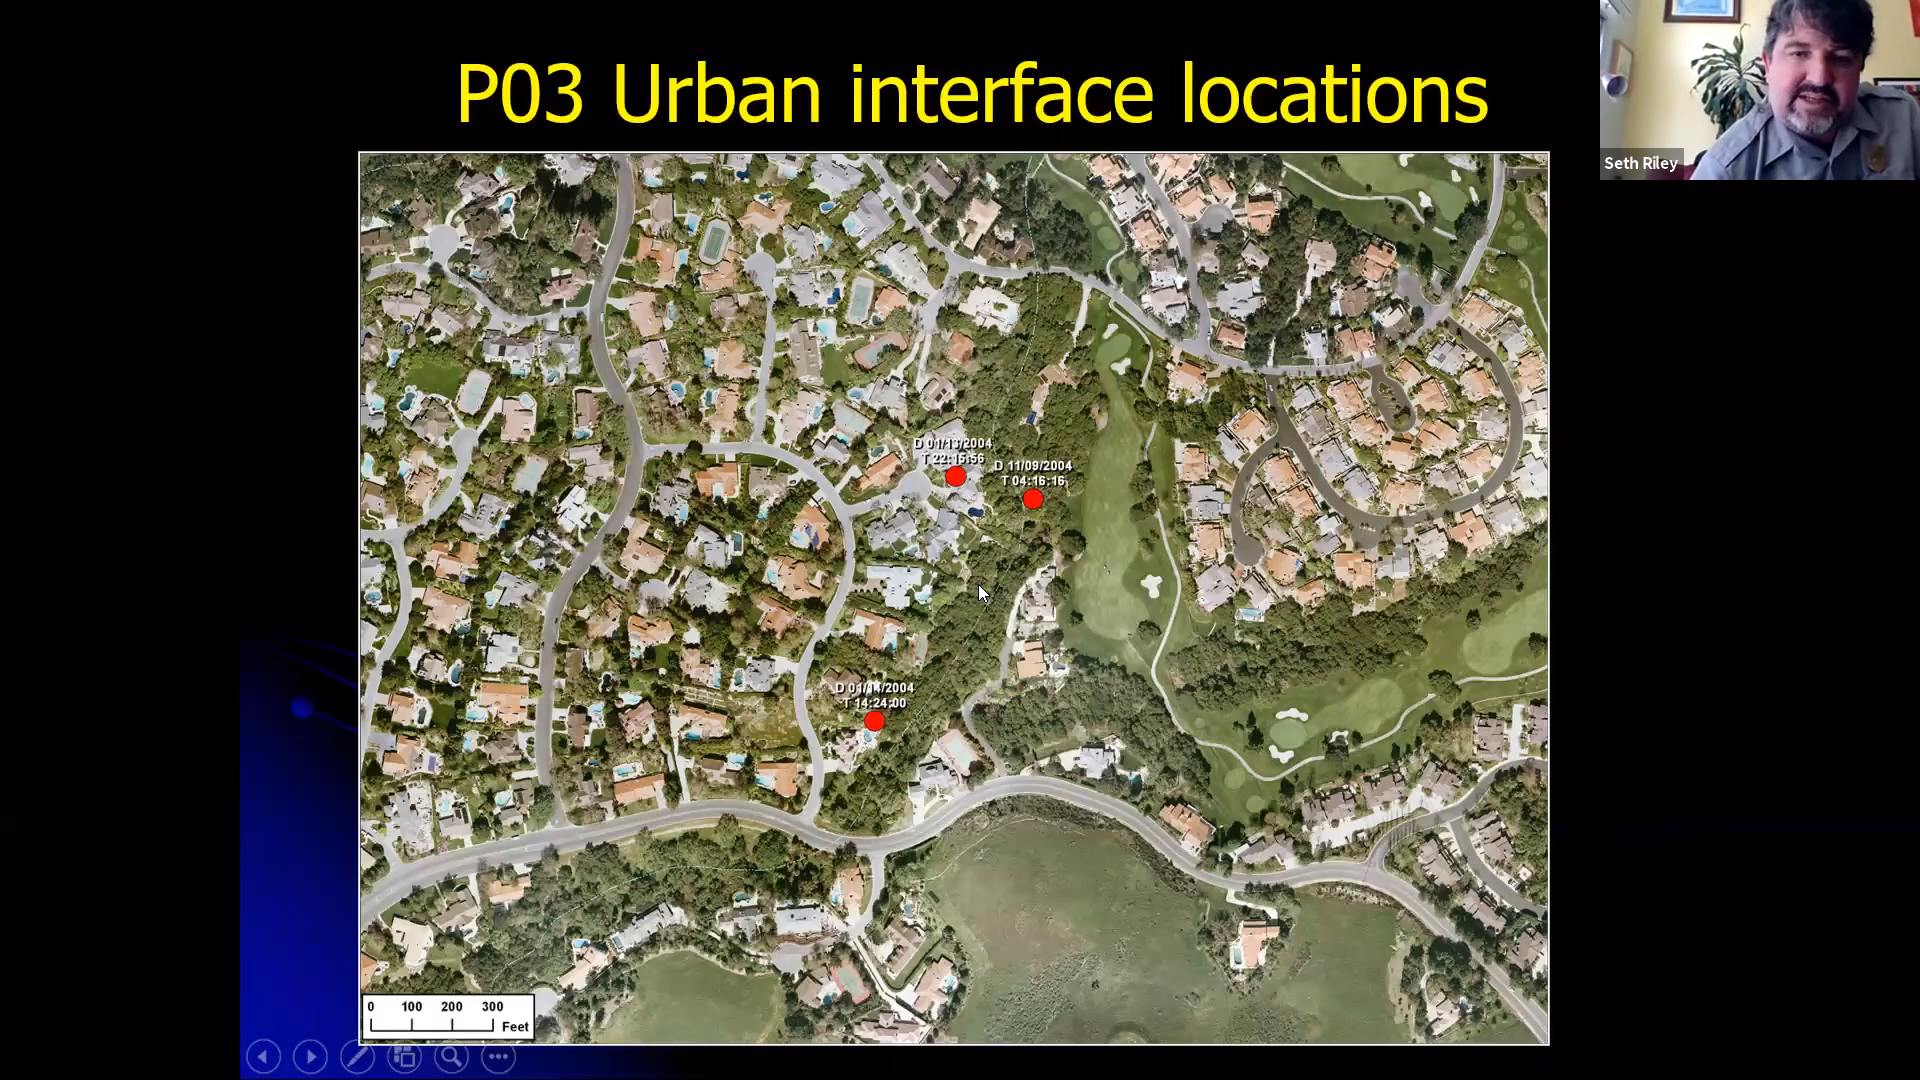 P03 Urban interface locations
Seth Riley
D 01/13/2004
T 22:15:56
D 11/09/2004
T 04:16:16
D 01/14/2004
T 14:24:00
0 100 200 300
Feet